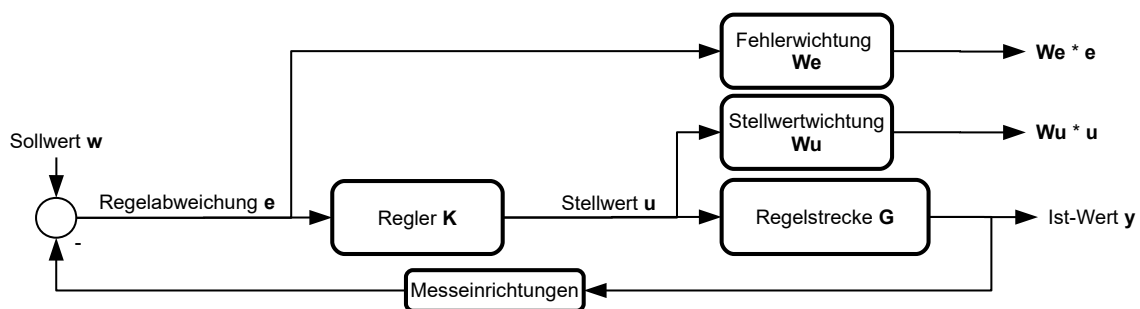 Fehlerwichtung
We
We * e
Stellwertwichtung
Wu
Wu * u
Sollwert w
Regelabweichung e
Regler K
Stellwert u
Regelstrecke G
Ist-Wert y
-
Messeinrichtungen